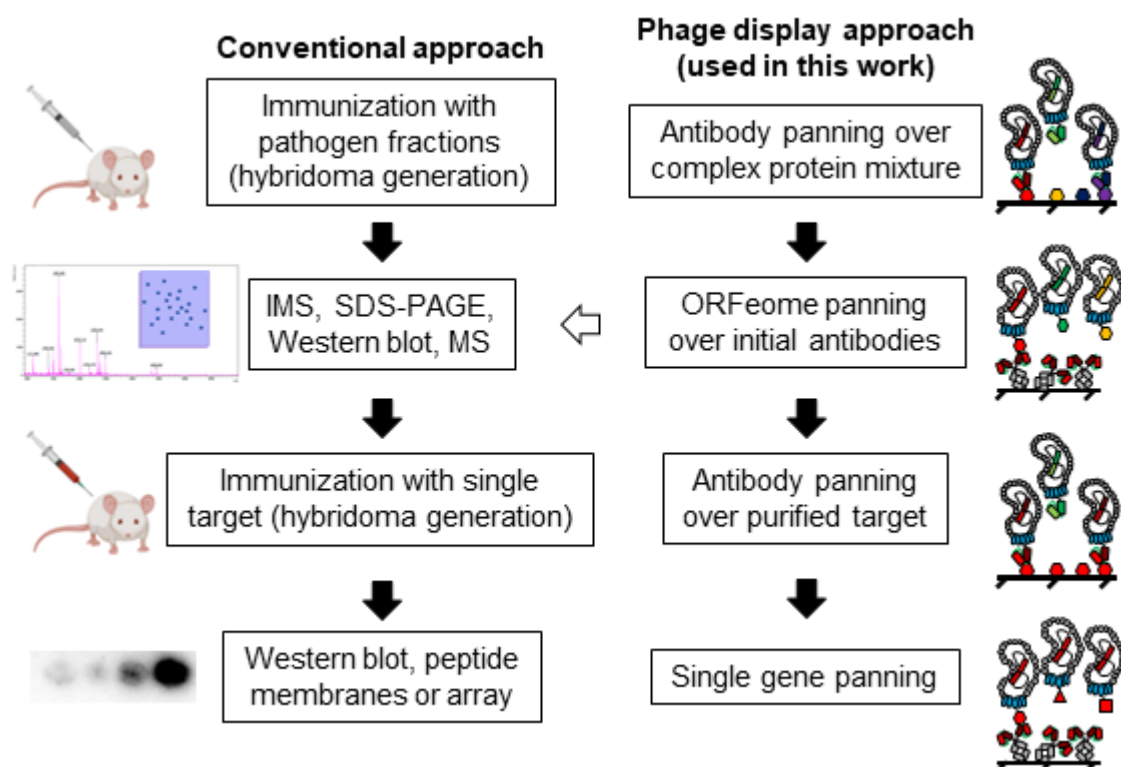 Conventional approach
Phage display approach
(used in this work)
Immunization with
pathogen fractions
(hybridoma generation)
Antibody panning over
complex protein mixture
IMS, SDS-PAGE,
Western blot, MS
ORFeome panning
over initial antibodies
Immunization with single
target (hybridoma generation)
Antibody panning
over purified target
Western blot, peptide
membranes or array
Single gene panning